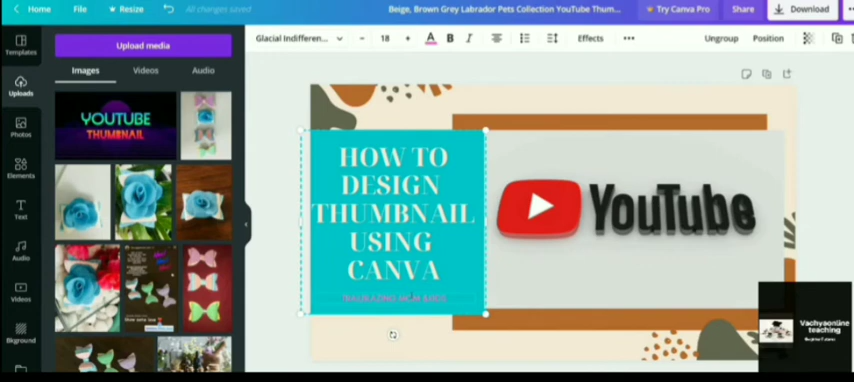 Home
File
Resize
All changes saved
Beige, Brown Grey Labrador Pets Collection YouTube Thum...
Try Canva Pro
Share
Download
Templates
Uploads
Photos
Elements
Text
Audio
Videos
Bkground
Upload media
Images
Videos
Audio
YOUTUBE
THUMBNAIL
Glacial Indifferen...
18
A
B
I
Effects
Ungroup
Position
HOW TO
DESIGN
THUMBNAIL
USING
CANVA
YouTube
Vachyaonline
teaching